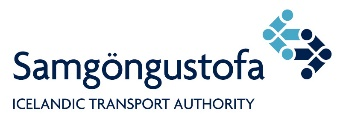 Samgöngustofa
ICELANDIC TRANSPORT AUTHORITY